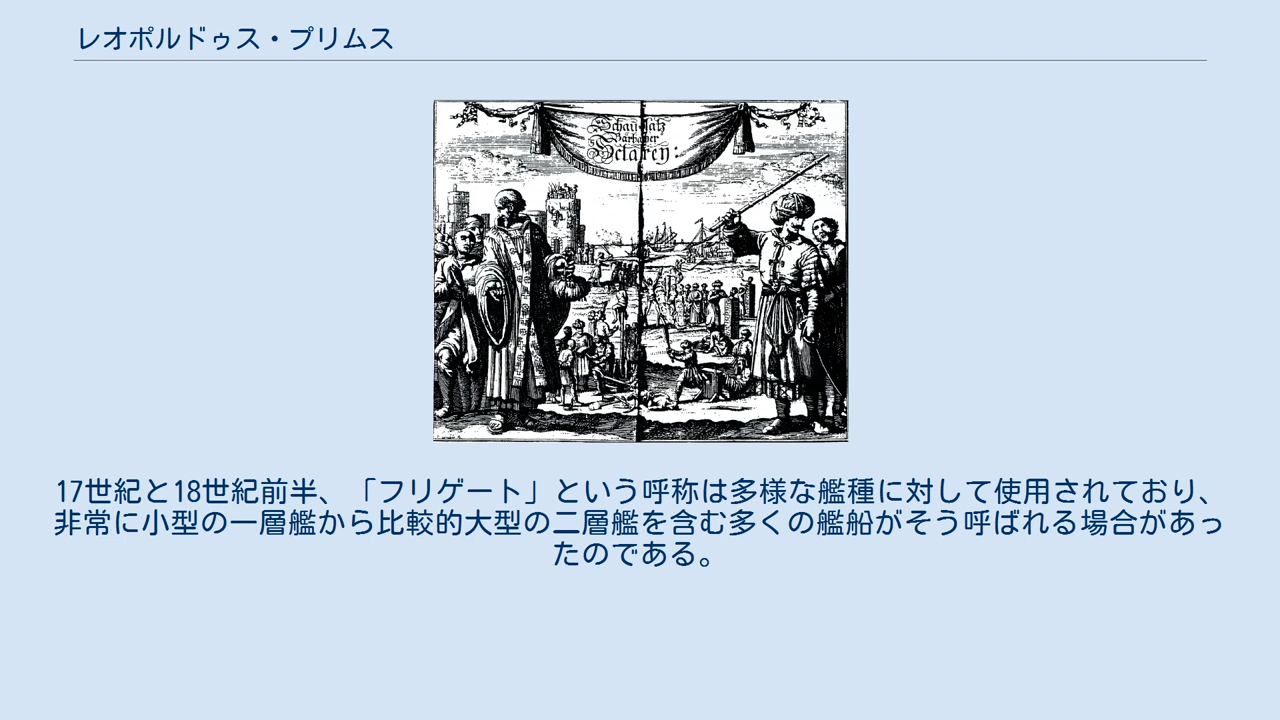 レオポルドゥス・プリムス
Schauplatz
Barbarischer
Sclaverey:
17世紀と18世紀前半、「フリゲート」という呼称は多様な艦種に対して使用されており、
非常に小型の一層艦から比較的大型の二層艦を含む多くの艦船がそう呼ばれる場合があっ
たのである。